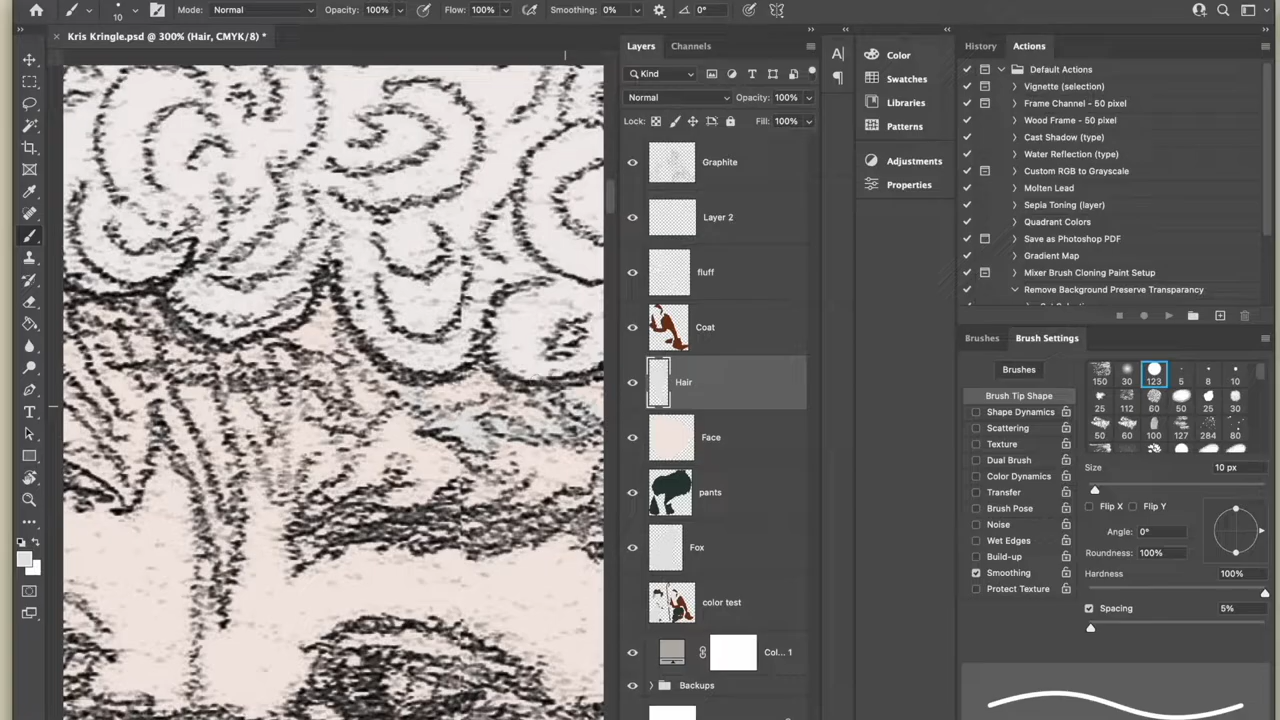 10 Mode: Normal Opacity: 100% Flow: 100% Smoothing: 0% 0°
Kris Kringle.psd @ 300% (Hair, CMYK/8) *
Layers Channels
Kind
Normal Opacity: 100%
Lock: Fill: 100%
Graphite
Layer 2
fluff
Coat
Hair
Face
pants
Fox
color test
Col... 1
Backups
Color
Swatches
Libraries
Patterns
Adjustments
Properties
History Actions
Default Actions
Vignette (selection)
Frame Channel - 50 pixel
Wood Frame - 50 pixel
Cast Shadow (type)
Water Reflection (type)
Custom RGB to Grayscale
Molten Lead
Sepia Toning (layer)
Quadrant Colors
Save as Photoshop PDF
Gradient Map
Mixer Brush Cloning Paint Setup
Remove Background Preserve Transparency
Brushes Brush Settings
Brushes
Brush Tip Shape
Shape Dynamics
Scattering
Texture
Dual Brush
Color Dynamics
Transfer
Brush Pose
Noise
Wet Edges
Build-up
Smoothing
Protect Texture
150 30 123 5 8 10
25 112 60 50 25 30
50 60 100 127 284 80
Size 10 px
Flip X Flip Y
Angle: 0°
Roundness: 100%
Hardness 100%
Spacing 5%